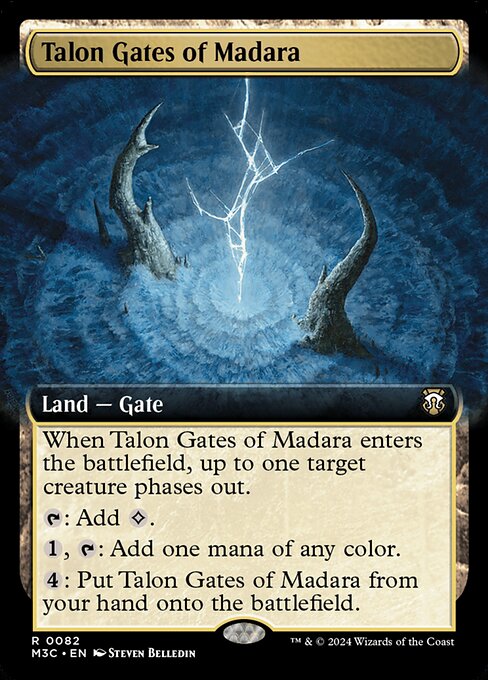 Talon Gates of Madara
Land — Gate
When Talon Gates of Madara enters
the battlefield, up to one target
creature phases out.
: Add .
1, : Add one mana of any color.
4: Put Talon Gates of Madara from
your hand onto the battlefield.
R 0082
™ & © 2024 Wizards of the Coast
M3C • EN Steven Belledin